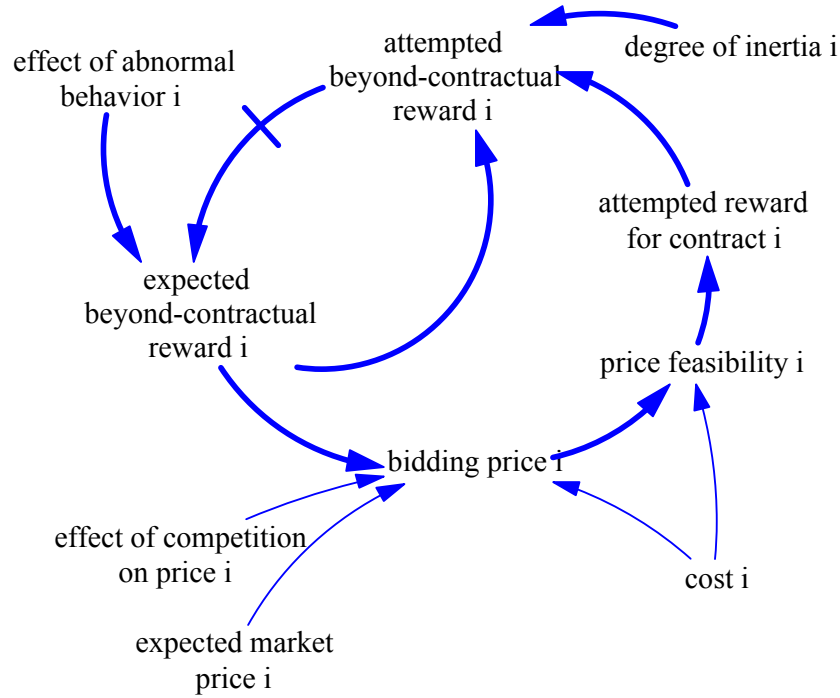 effect of abnormal
behavior i
attempted
beyond-contractual
reward i
degree of inertia i
attempted reward
for contract i
expected
beyond-contractual
reward i
price feasibility i
bidding price i
effect of competition
on price i
cost i
expected market
price i